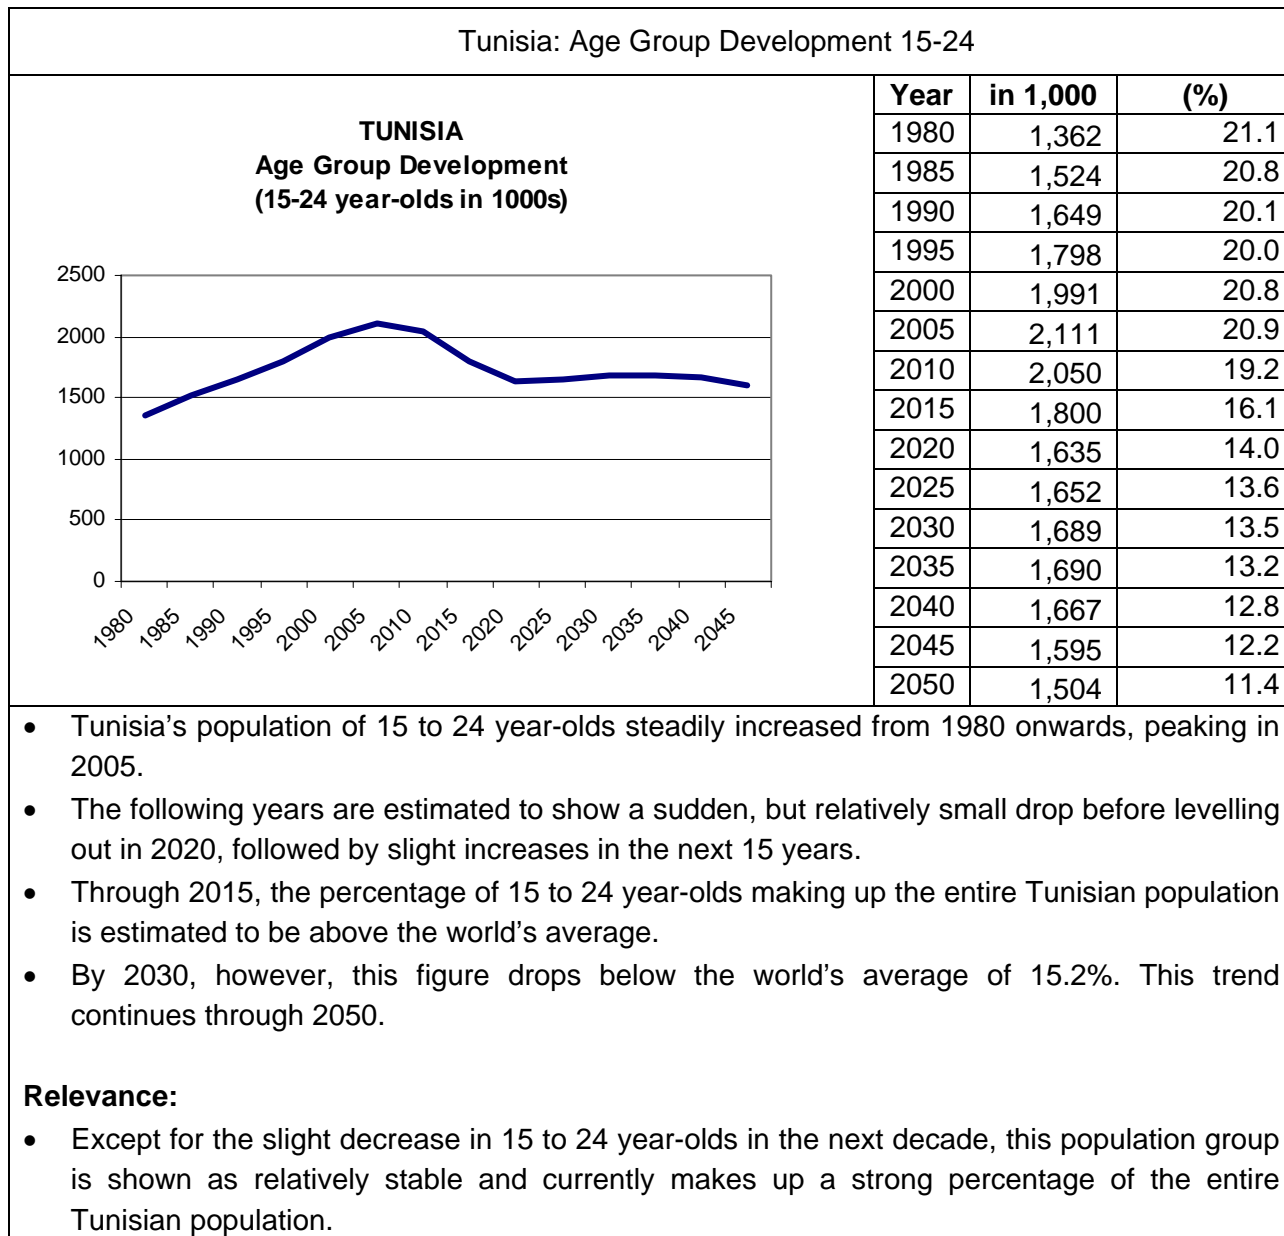 Tunisia: Age Group Development 15-24
TUNISIA
Age Group Development
(15-24 year-olds in 1000s)
2500
2000
1500
1000
500
0
1980 1985 1990 1995 2000 2005 2010 2015 2020 2025 2030 2035 2040 2045
Year in 1,000 (%)
1980 1,362 21.1
1985 1,524 20.8
1990 1,649 20.1
1995 1,798 20.0
2000 1,991 20.8
2005 2,111 20.9
2010 2,050 19.2
2015 1,800 16.1
2020 1,635 14.0
2025 1,652 13.6
2030 1,689 13.5
2035 1,690 13.2
2040 1,667 12.8
2045 1,595 12.2
2050 1,504 11.4
• Tunisia’s population of 15 to 24 year-olds steadily increased from 1980 onwards, peaking in
2005.
• The following years are estimated to show a sudden, but relatively small drop before levelling
out in 2020, followed by slight increases in the next 15 years.
• Through 2015, the percentage of 15 to 24 year-olds making up the entire Tunisian population
is estimated to be above the world’s average.
• By 2030, however, this figure drops below the world’s average of 15.2%. This trend
continues through 2050.
Relevance:
• Except for the slight decrease in 15 to 24 year-olds in the next decade, this population group
is shown as relatively stable and currently makes up a strong percentage of the entire
Tunisian population.